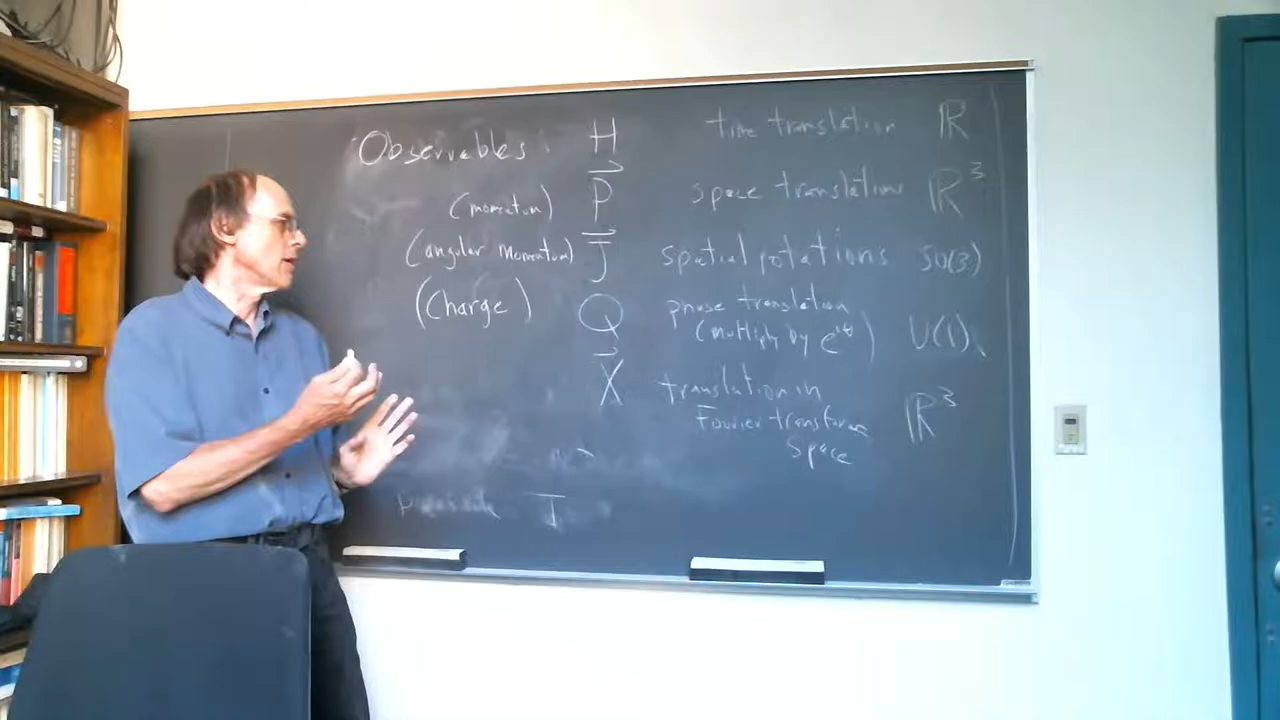 Observables: H time translation ℝ
(momentum) P⃗ space translations ℝ³
(angular momentum) J⃗ spatial rotations SO(3)
(Charge) Q phase translation
(multiply by e^{iθ}) U(1)
X⃗ translation in
Fourier transform ℝ³
space